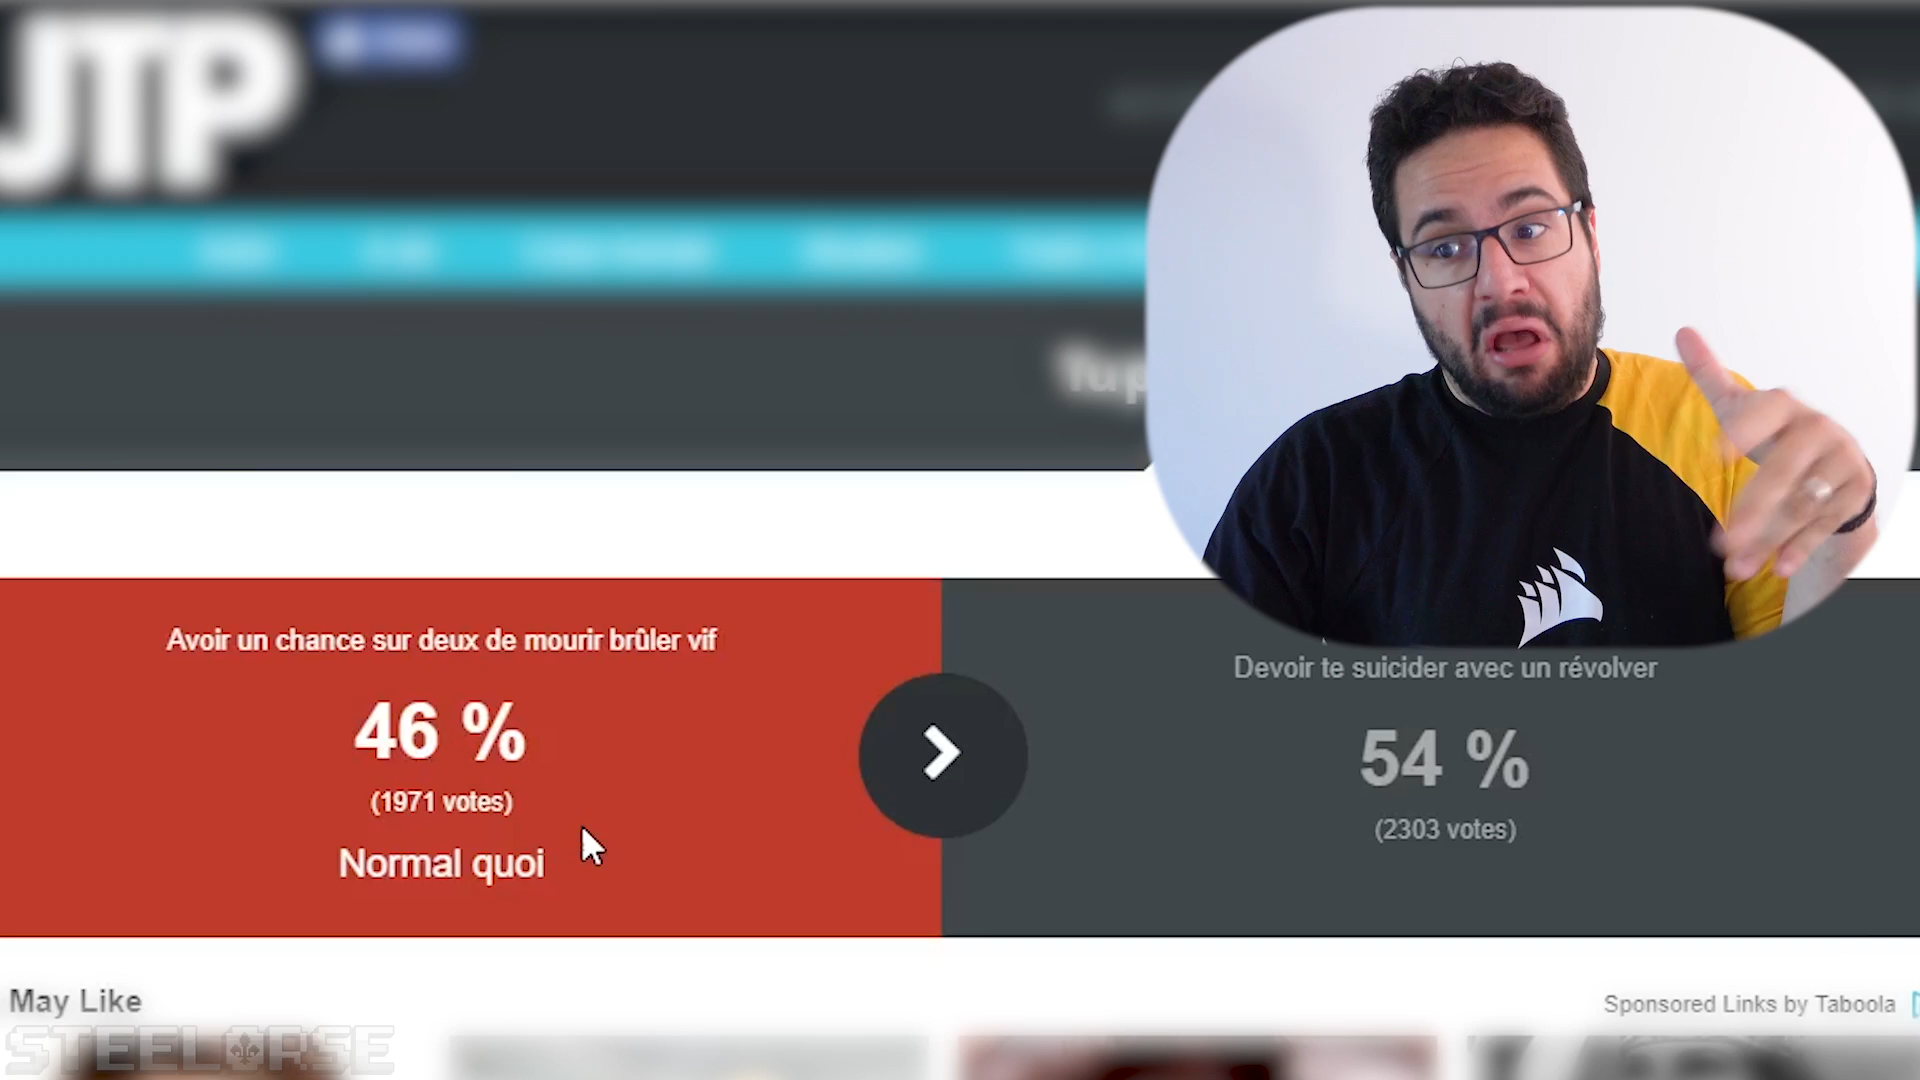 JTP
Tu p
Avoir un chance sur deux de mourir brûler vif
46 %
(1971 votes)
Normal quoi
Devoir te suicider avec un révolver
54 %
(2303 votes)
May Like
Sponsored Links by Taboola
STEELORSE